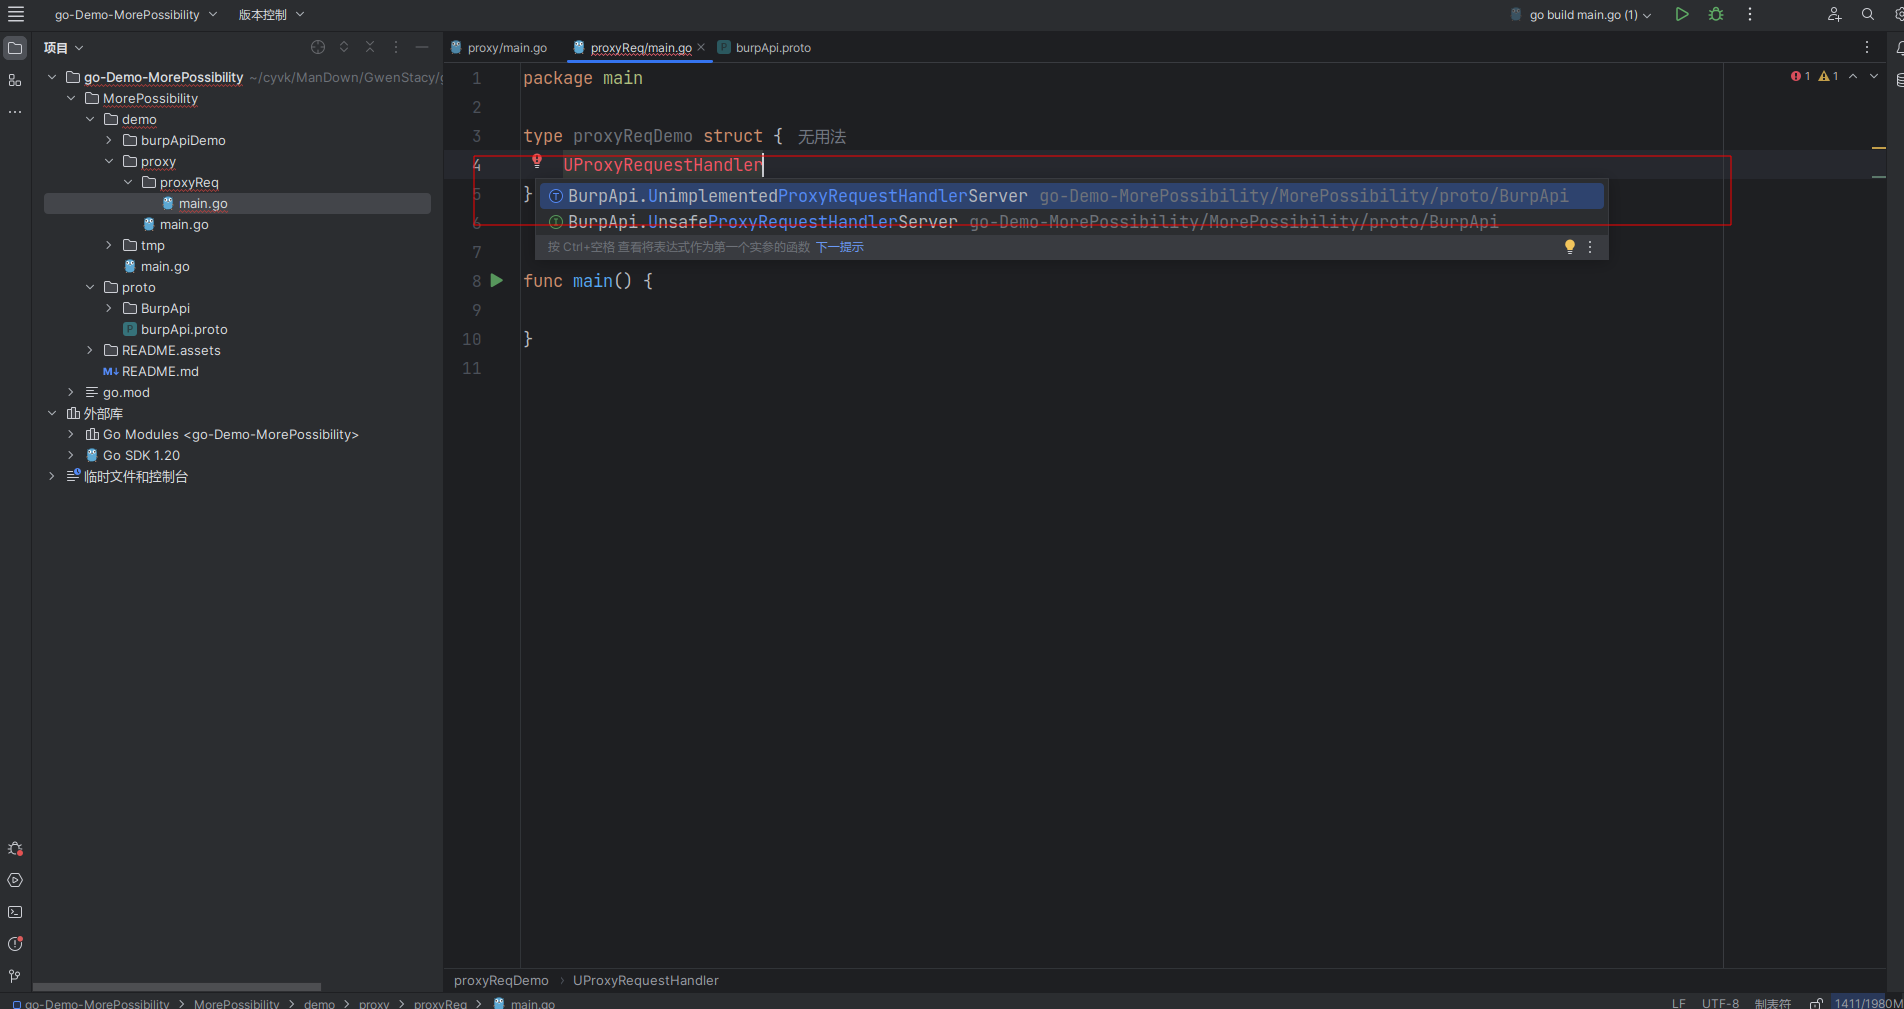 go-Demo-MorePossibility 版本控制 go build main.go (1)
项目
proxy/main.go proxyReq/main.go burpApi.proto
go-Demo-MorePossibility ~/cyvk/ManDown/GwenStacy/
MorePossibility
demo
burpApiDemo
proxy
proxyReq
main.go
main.go
tmp
main.go
proto
BurpApi
burpApi.proto
README.assets
M↓ README.md
go.mod
外部库
Go Modules <go-Demo-MorePossibility>
Go SDK 1.20
临时文件和控制台
1 package main
2
3 type proxyReqDemo struct { 无用法
4 UProxyRequestHandler
5 }
6
7
8 func main() {
9
10 }
11
1 1
BurpApi.UnimplementedProxyRequestHandlerServer go-Demo-MorePossibility/MorePossibility/proto/BurpApi
BurpApi.UnsafeProxyRequestHandlerServer go-Demo-MorePossibility/MorePossibility/proto/BurpApi
按 Ctrl+空格 查看将表达式作为第一个实参的函数 下一提示
proxyReqDemo › UProxyRequestHandler
go-Demo-MorePossibility > MorePossibility > demo > proxy > proxyReq > main.go
LF UTF-8 制表符 1411/1980M